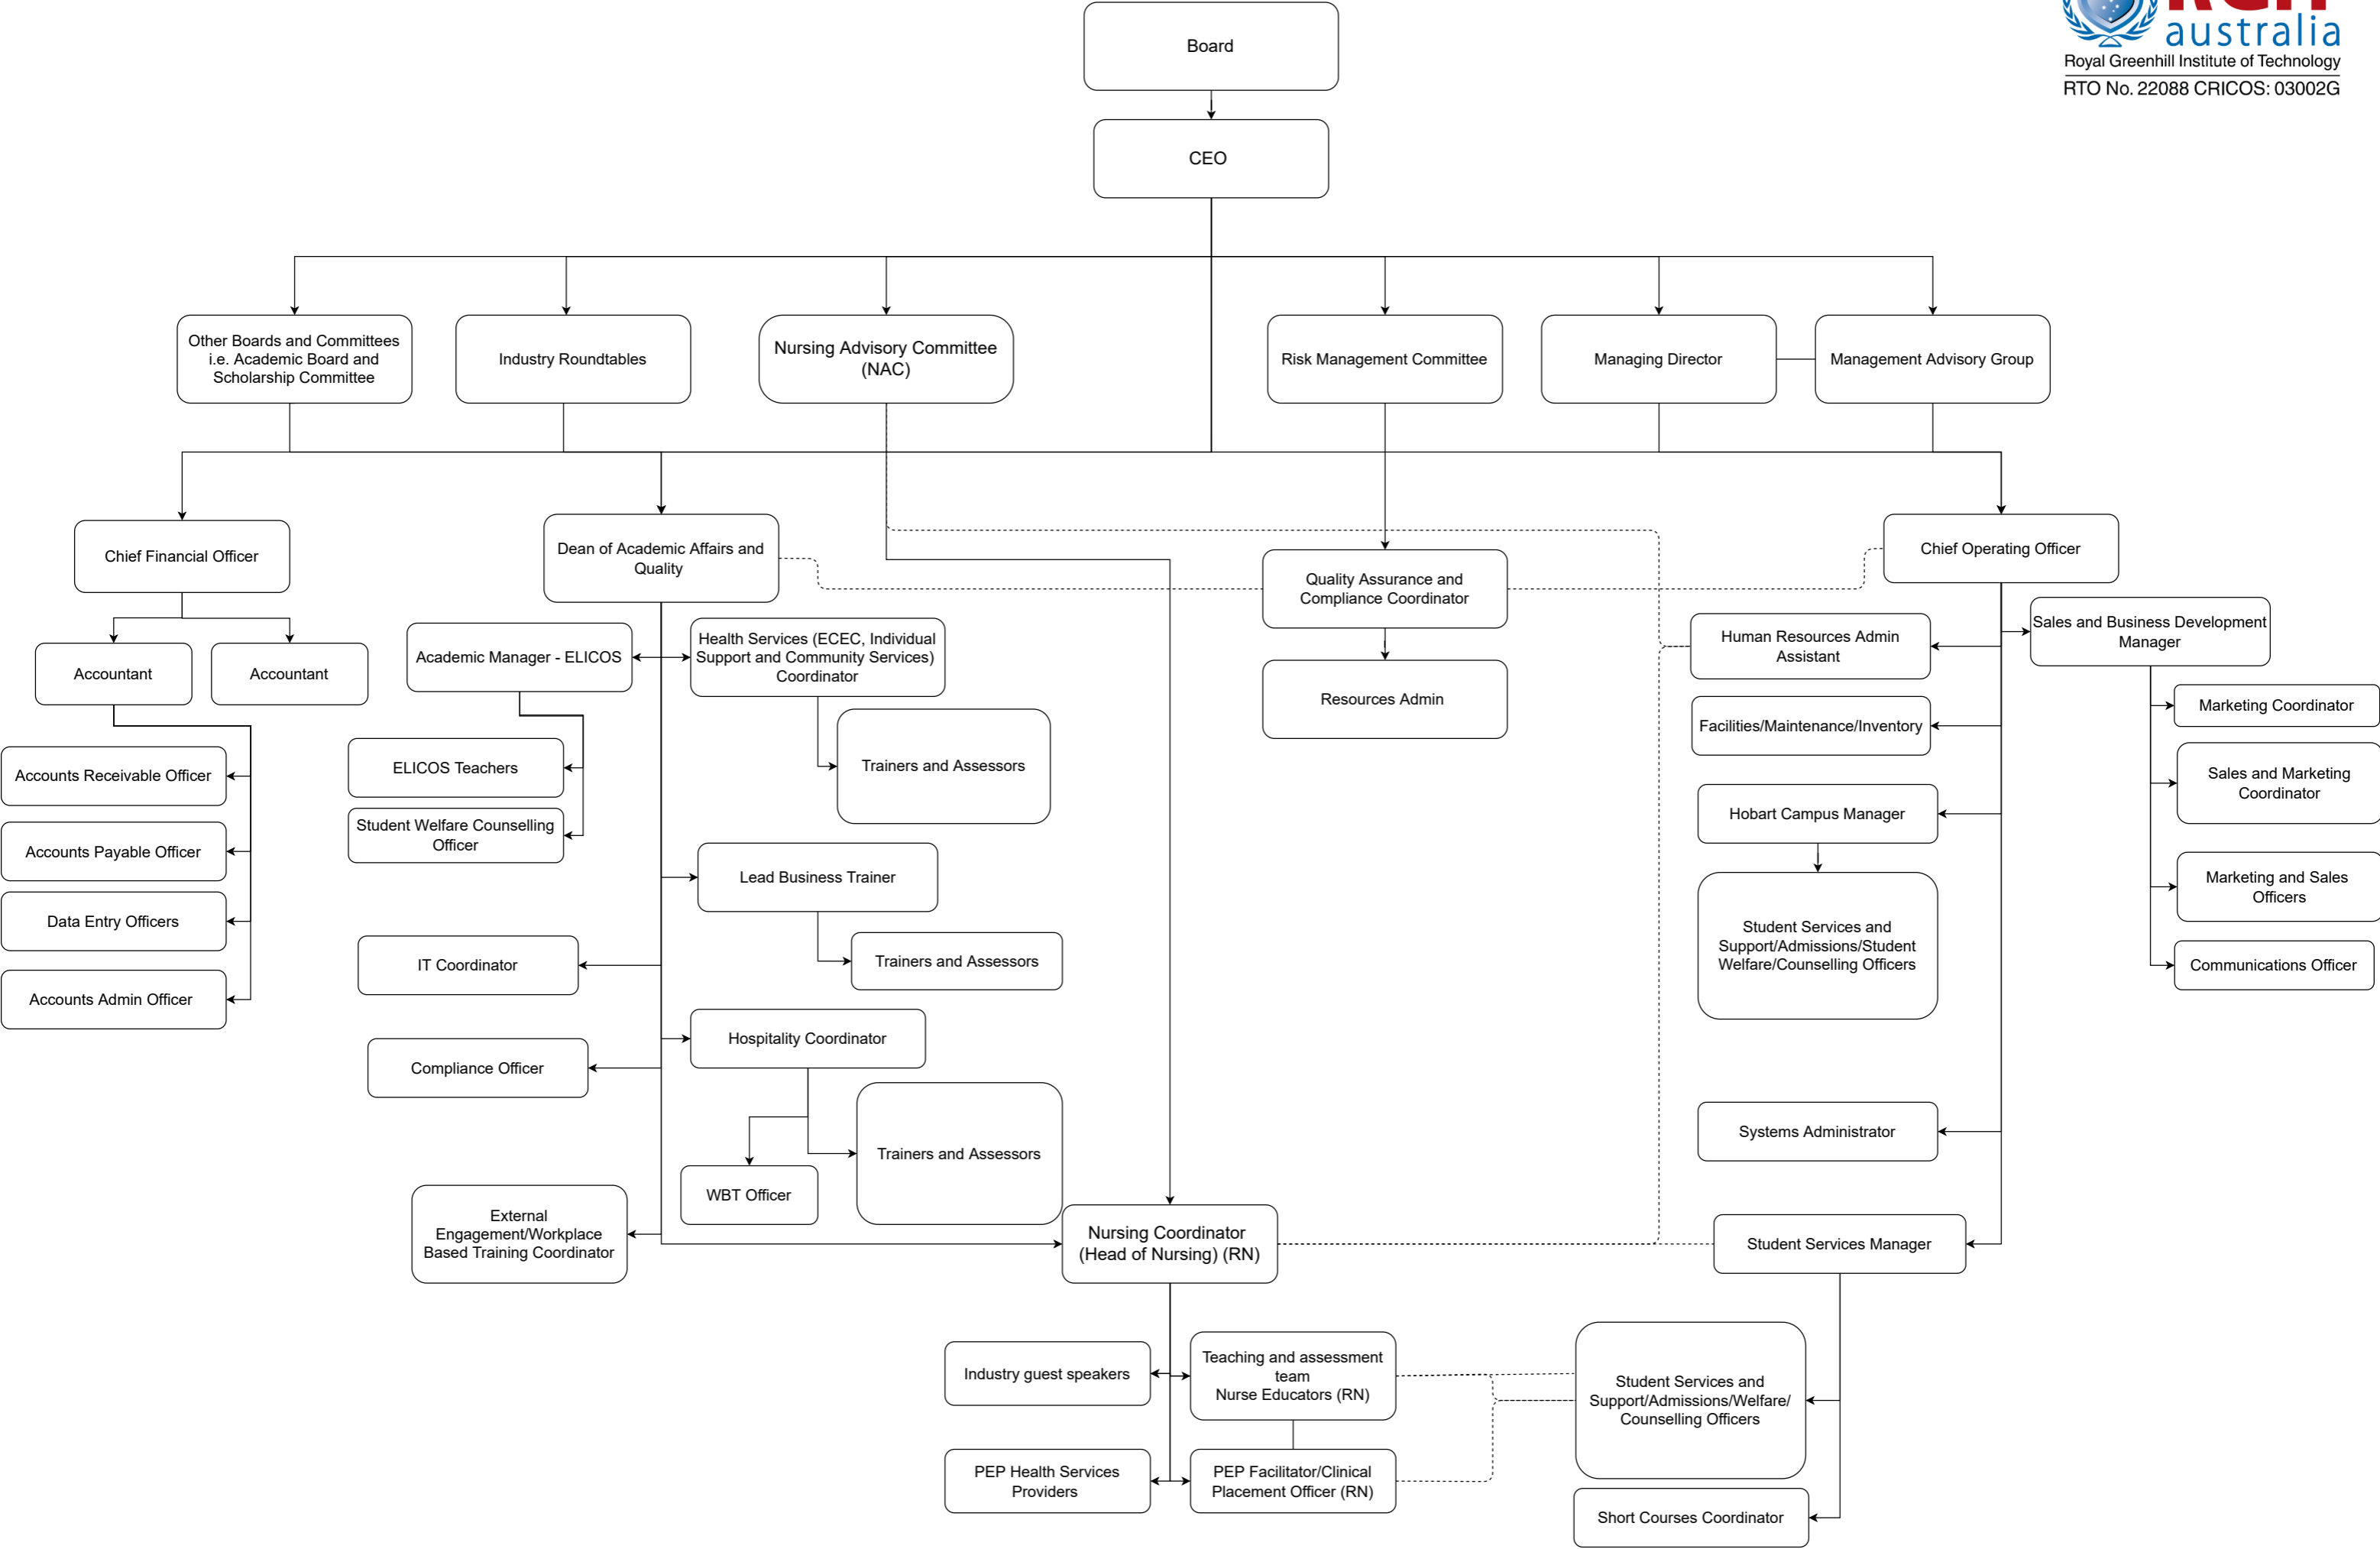 Board
australia
Royal Greenhill Institute of Technology
RTO No. 22088 CRICOS: 03002G
CEO
Other Boards and Committees
i.e. Academic Board and
Scholarship Committee
Industry Roundtables
Nursing Advisory Committee
(NAC)
Risk Management Committee
Managing Director
Management Advisory Group
Chief Financial Officer
Dean of Academic Affairs and
Quality
Quality Assurance and
Compliance Coordinator
Chief Operating Officer
Accountant
Accountant
Academic Manager - ELICOS
Health Services (ECEC, Individual
Support and Community Services)
Coordinator
Resources Admin
Human Resources Admin
Assistant
Sales and Business Development
Manager
Accounts Receivable Officer
Accounts Payable Officer
Data Entry Officers
Accounts Admin Officer
ELICOS Teachers
Student Welfare Counselling
Officer
Trainers and Assessors
Facilities/Maintenance/Inventory
Marketing Coordinator
Sales and Marketing
Coordinator
Marketing and Sales
Officers
Communications Officer
Lead Business Trainer
Trainers and Assessors
Hobart Campus Manager
Student Services and
Support/Admissions/Student
Welfare/Counselling Officers
IT Coordinator
Hospitality Coordinator
Compliance Officer
Trainers and Assessors
WBT Officer
Systems Administrator
External
Engagement/Workplace
Based Training Coordinator
Nursing Coordinator
(Head of Nursing) (RN)
Student Services Manager
Industry guest speakers
Teaching and assessment
team
Nurse Educators (RN)
Student Services and
Support/Admissions/Welfare/
Counselling Officers
PEP Health Services
Providers
PEP Facilitator/Clinical
Placement Officer (RN)
Short Courses Coordinator